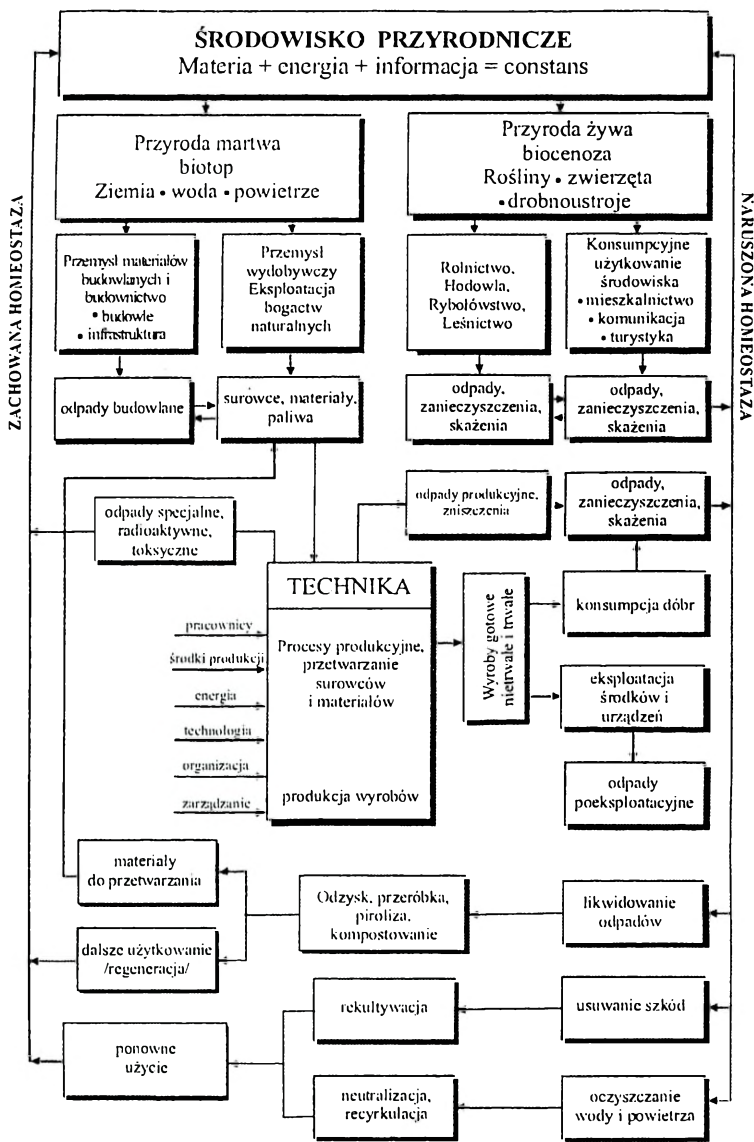 ŚRODOWISKO PRZYRODNICZE
Materia + energia + informacja = constans
ZACHOWANA HOMEOSTAZA
NARUSZONA HOMEOSTAZA
Przyroda martwa
biotop
Ziemia • woda • powietrze
Przyroda żywa
biocenoza
Rośliny • zwierzęta
• drobnoustroje
Przemysł materiałów
budowlanych i
budownictwo
• budowle
• infrastruktura
Przemysł
wydobywczy
Eksploatacja
bogactw
naturalnych
Rolnictwo,
Hodowla,
Rybołówstwo,
Leśnictwo
Konsumpcyjne
użytkowanie
środowiska
• mieszkalnictwo
• komunikacja
• turystyka
odpady budowlane
surowce, materiały,
paliwa
odpady,
zanieczyszczenia,
skażenia
odpady,
zanieczyszczenia,
skażenia
odpady specjalne,
radioaktywne,
toksyczne
odpady produkcyjne,
zniszczenia
odpady,
zanieczyszczenia,
skażenia
TECHNIKA
Procesy produkcyjne,
przetwarzanie
surowców
i materiałów
produkcja wyrobów
pracownicy
środki produkcji
energia
technologia
organizacja
zarządzanie
Wyroby gotowe
nietrwałe i trwałe
konsumpcja dóbr
eksploatacja
środków i
urządzeń
odpady
poeksploatacyjne
materiały
do przetwarzania
Odzysk, przeróbka,
piroliza,
kompostowanie
likwidowanie
odpadów
dalsze użytkowanie
/regeneracja/
rekultywacja
usuwanie szkód
ponowne
użycie
neutralizacja,
recyrkulacja
oczyszczanie
wody i powietrza